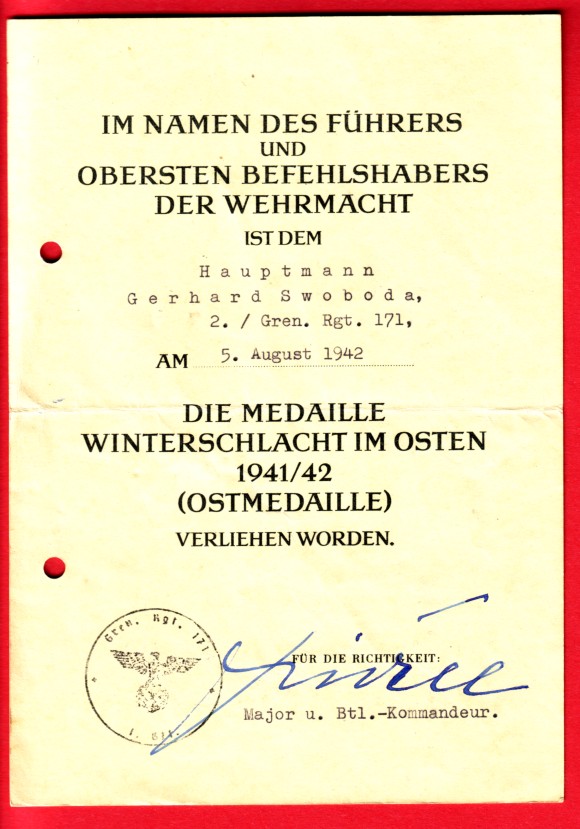 IM NAMEN DES FÜHRERS
UND
OBERSTEN BEFEHLSHABERS
DER WEHRMACHT
IST DEM
Hauptmann
Gerhard Swoboda,
2. / Gren. Rgt. 171,
AM 5. August 1942
DIE MEDAILLE
WINTERSCHLACHT IM OSTEN
1941/42
(OSTMEDAILLE)
VERLIEHEN WORDEN.
Gren. Rgt. 171
I. Btl.
FÜR DIE RICHTIGKEIT:
Major u. Btl.-Kommandeur.